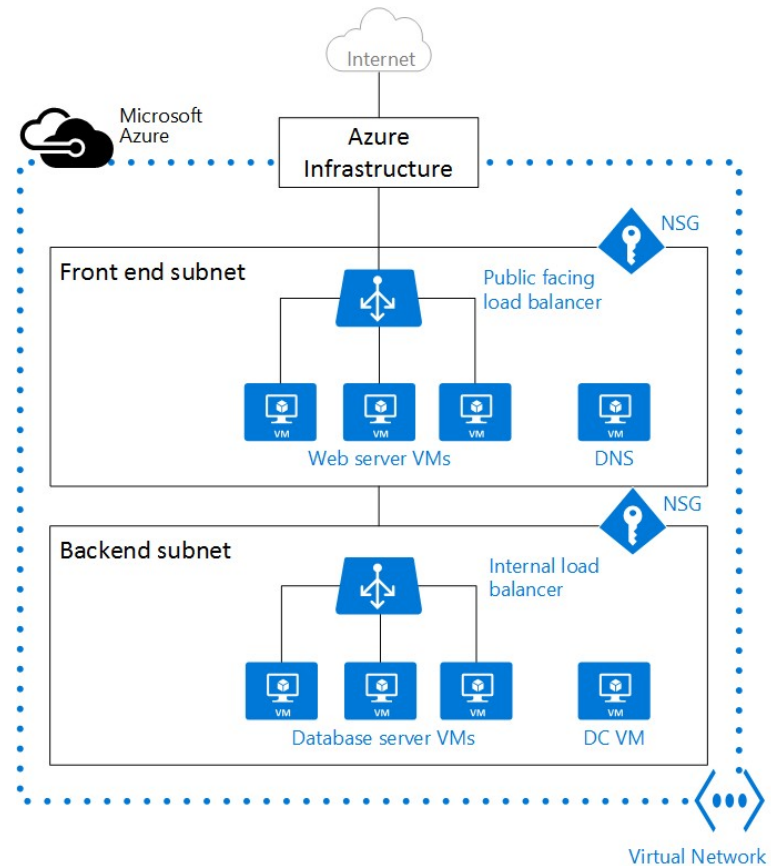 Internet
Microsoft
Azure
Azure
Infrastructure
NSG
Front end subnet
Public facing
load balancer
VM
VM
VM
VM
Web server VMs
DNS
NSG
Backend subnet
Internal load
balancer
VM
VM
VM
VM
Database server VMs
DC VM
Virtual Network